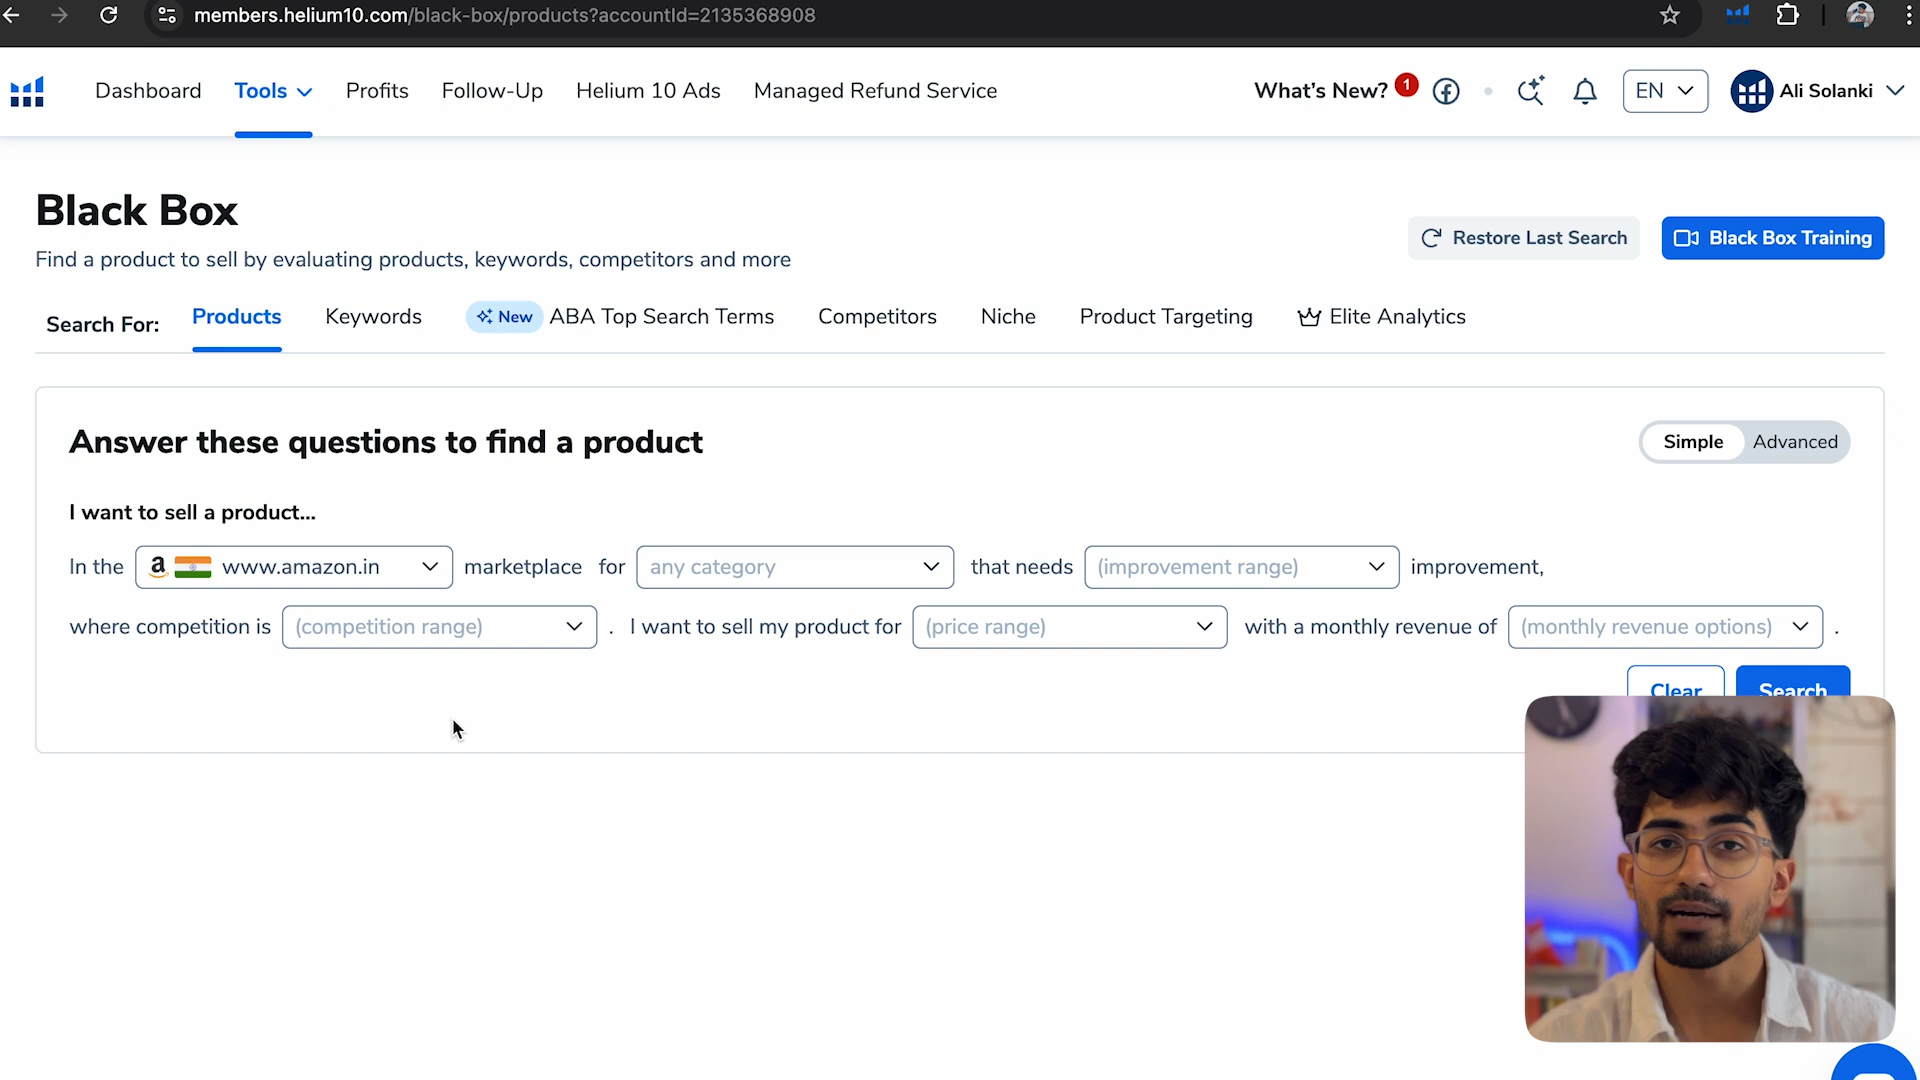 members.helium10.com/black-box/products?accountId=2135368908
Dashboard Tools Profits Follow-Up Helium 10 Ads Managed Refund Service What's New? 1 EN Ali Solanki
Black Box
Find a product to sell by evaluating products, keywords, competitors and more
Restore Last Search Black Box Training
Search For: Products Keywords New ABA Top Search Terms Competitors Niche Product Targeting Elite Analytics
Answer these questions to find a product
Simple Advanced
I want to sell a product...
In the a www.amazon.in marketplace for any category that needs (improvement range) improvement,
where competition is (competition range) . I want to sell my product for (price range) with a monthly revenue of (monthly revenue options) .
Clear Search